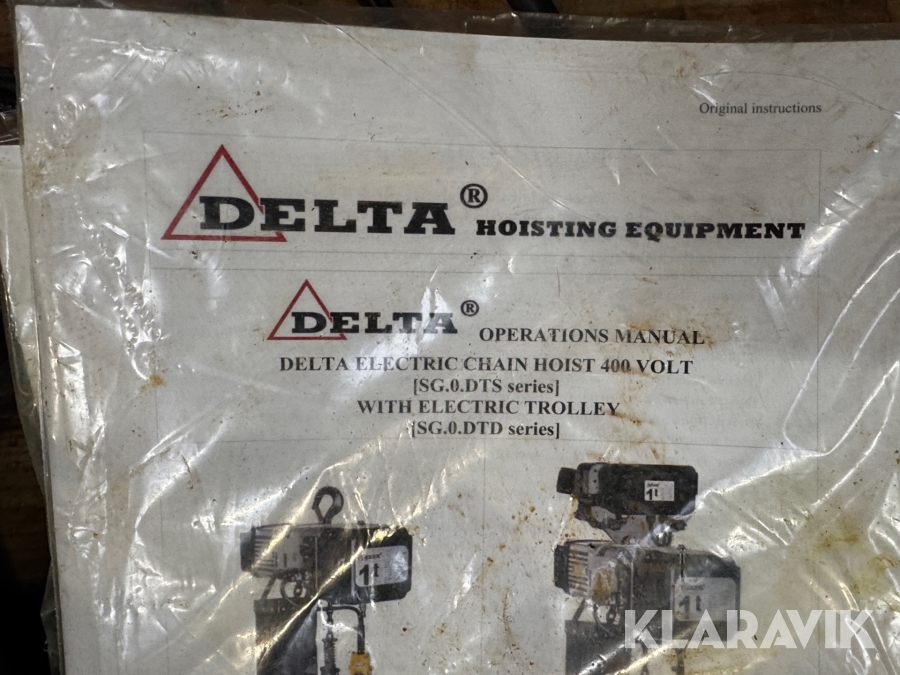 Original instructions
DELTA® HOISTING EQUIPMENT
DELTA® OPERATIONS MANUAL
DELTA ELECTRIC CHAIN HOIST 400 VOLT
[SG.0.DTS series]
WITH ELECTRIC TROLLEY
[SG.0.DTD series]
1t
1t
1t
KLARAVIK